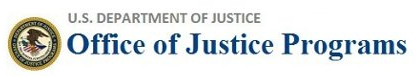 U.S. DEPARTMENT OF JUSTICE
Office of Justice Programs